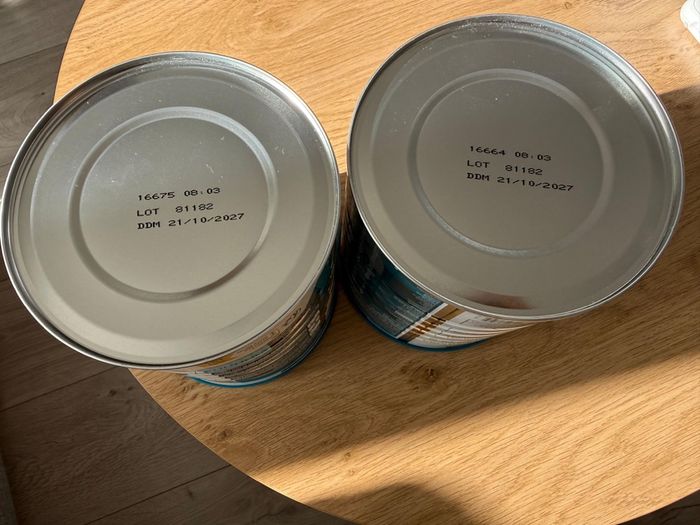 16675 08:03
LOT 81182
DDM 21/10/2027
16664 08:03
LOT 81182
DDM 21/10/2027